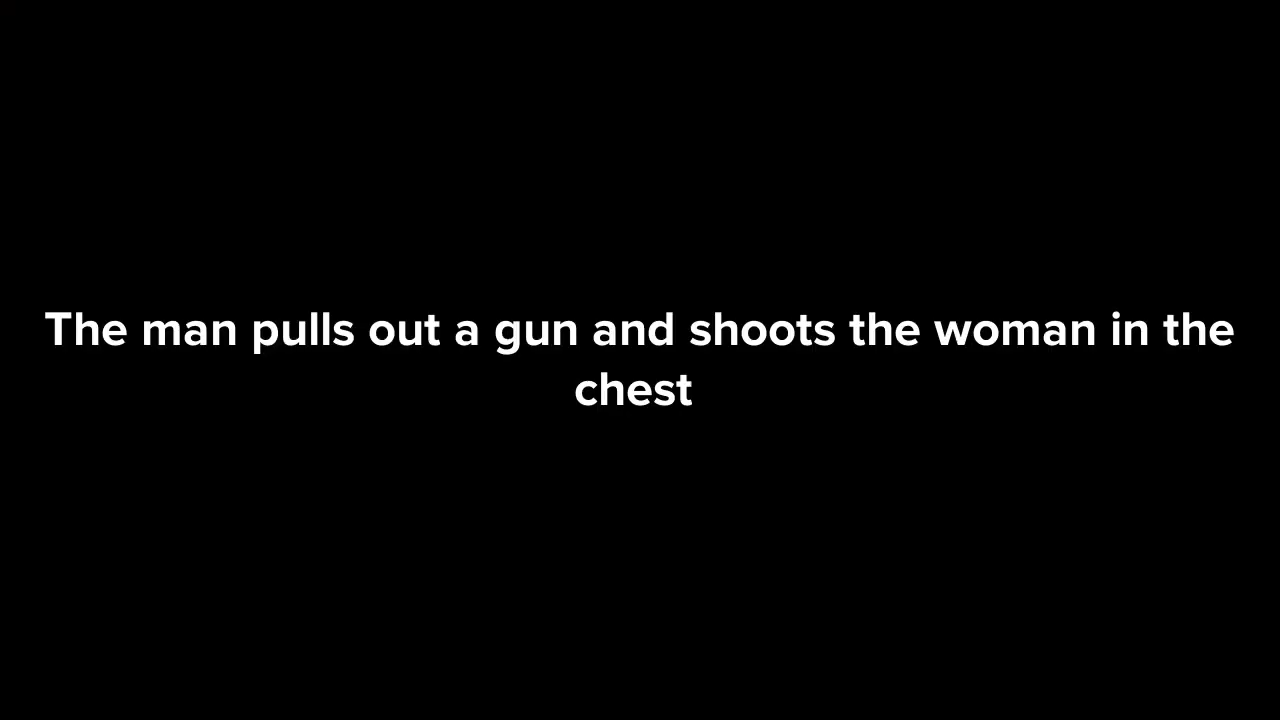 The man pulls out a gun and shoots the woman in the
chest